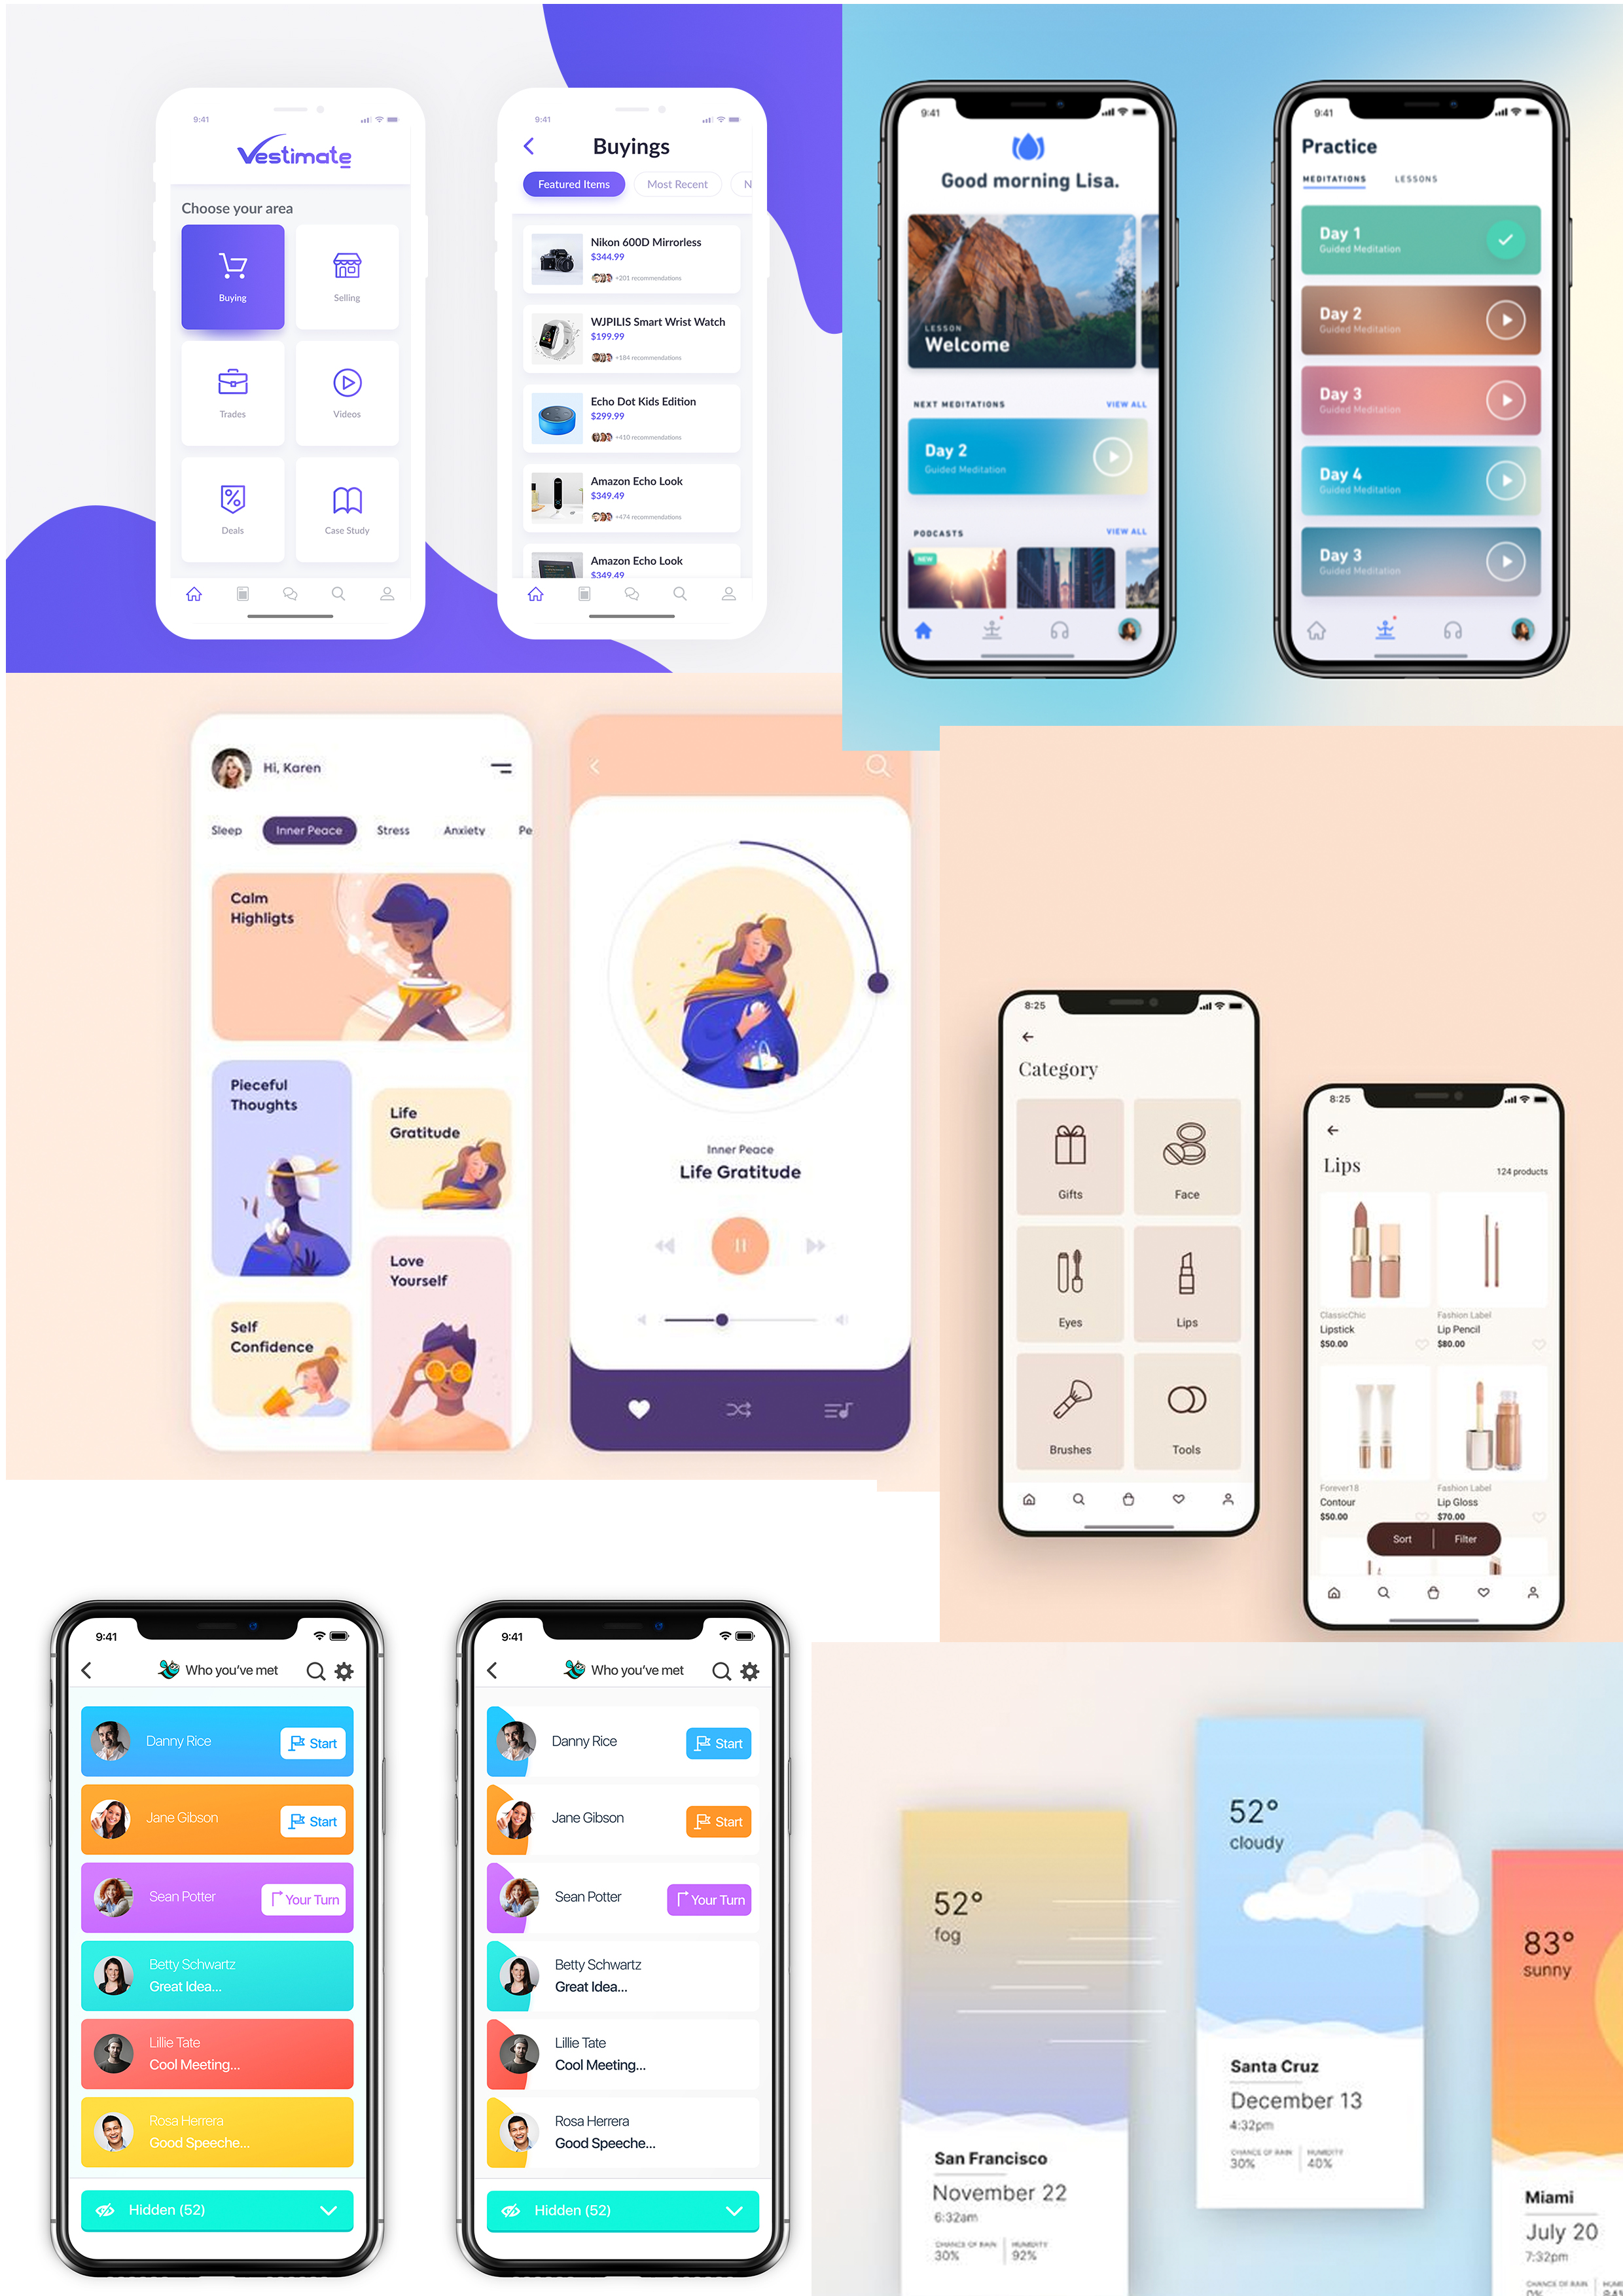 9:41
Vestimate
Choose your area
Buying
Selling
Trades
Videos
Deals
Case Study
9:41
Buyings
Featured Items
Most Recent
N
Nikon 600D Mirrorless
$344.99
+201 recommendations
WJPILIS Smart Wrist Watch
$199.99
+184 recommendations
Echo Dot Kids Edition
$299.99
+410 recommendations
Amazon Echo Look
$349.49
+474 recommendations
Amazon Echo Look
$349.49
9:41
Good morning Lisa.
LESSON
Welcome
NEXT MEDITATIONS
VIEW ALL
Day 2
Guided Meditation
PODCASTS
VIEW ALL
NEW
9:41
Practice
MEDITATIONS
LESSONS
Day 1
Guided Meditation
Day 2
Guided Meditation
Day 3
Guided Meditation
Day 4
Guided Meditation
Day 3
Guided Meditation
Hi, Karen
Sleep
Inner Peace
Stress
Anxiety
Pe
Calm
Highligts
Pieceful
Thoughts
Life
Gratitude
Love
Yourself
Self
Confidence
Inner Peace
Life Gratitude
8:25
Category
Gifts
Face
Eyes
Lips
Brushes
Tools
8:25
Lips
124 products
ClassicChic
Lipstick
$50.00
Fashion Label
Lip Pencil
$80.00
Forever18
Contour
$50.00
Fashion Label
Lip Gloss
$70.00
Sort
Filter
9:41
Who you've met
Danny Rice
Start
Jane Gibson
Start
Sean Potter
Your Turn
Betty Schwartz
Great Idea...
Lillie Tate
Cool Meeting...
Rosa Herrera
Good Speeche...
Hidden (52)
9:41
Who you've met
Danny Rice
Start
Jane Gibson
Start
Sean Potter
Your Turn
Betty Schwartz
Great Idea...
Lillie Tate
Cool Meeting...
Rosa Herrera
Good Speeche...
Hidden (52)
52°
fog
San Francisco
November 22
6:32am
CHANCE OF RAIN
30%
HUMIDITY
92%
52°
cloudy
Santa Cruz
December 13
4:32pm
CHANCE OF RAIN
30%
HUMIDITY
40%
83°
sunny
Miami
July 20
7:32pm
CHANCE OF RAIN
0%